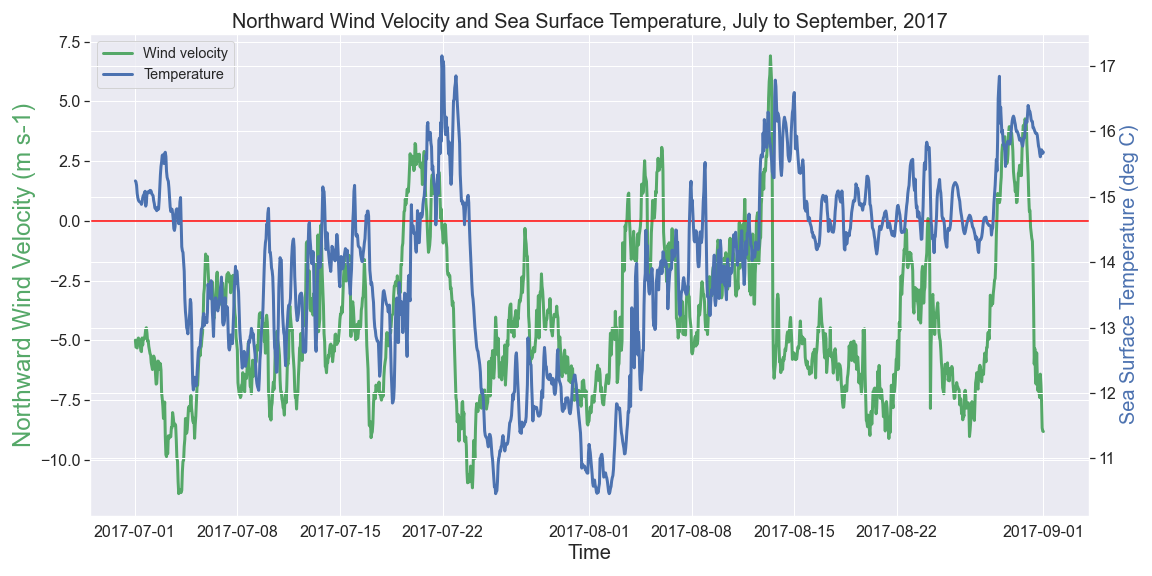 Northward Wind Velocity and Sea Surface Temperature, July to September, 2017
Wind velocity
Temperature
Northward Wind Velocity (m s-1)
7.5
5.0
2.5
0.0
−2.5
−5.0
−7.5
−10.0
17
16
15
14
13
12
11
Sea Surface Temperature (deg C)
2017-07-01 2017-07-08 2017-07-15 2017-07-22 2017-08-01 2017-08-08 2017-08-15 2017-08-22 2017-09-01
Time